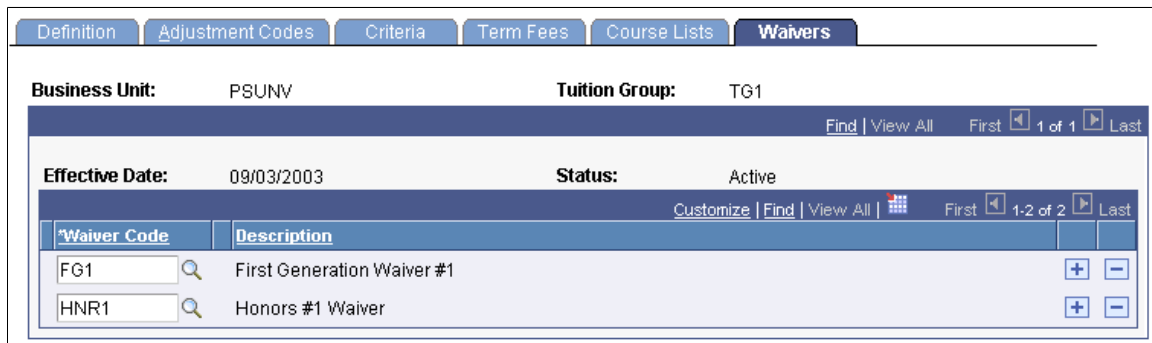 Definition Adjustment Codes Criteria Term Fees Course Lists Waivers
Business Unit: PSUNV Tuition Group: TG1
Find | View All First 1 of 1 Last
Effective Date: 09/03/2003 Status: Active
Customize | Find | View All | First 1-2 of 2 Last
*Waiver Code Description
FG1 First Generation Waiver #1
HNR1 Honors #1 Waiver